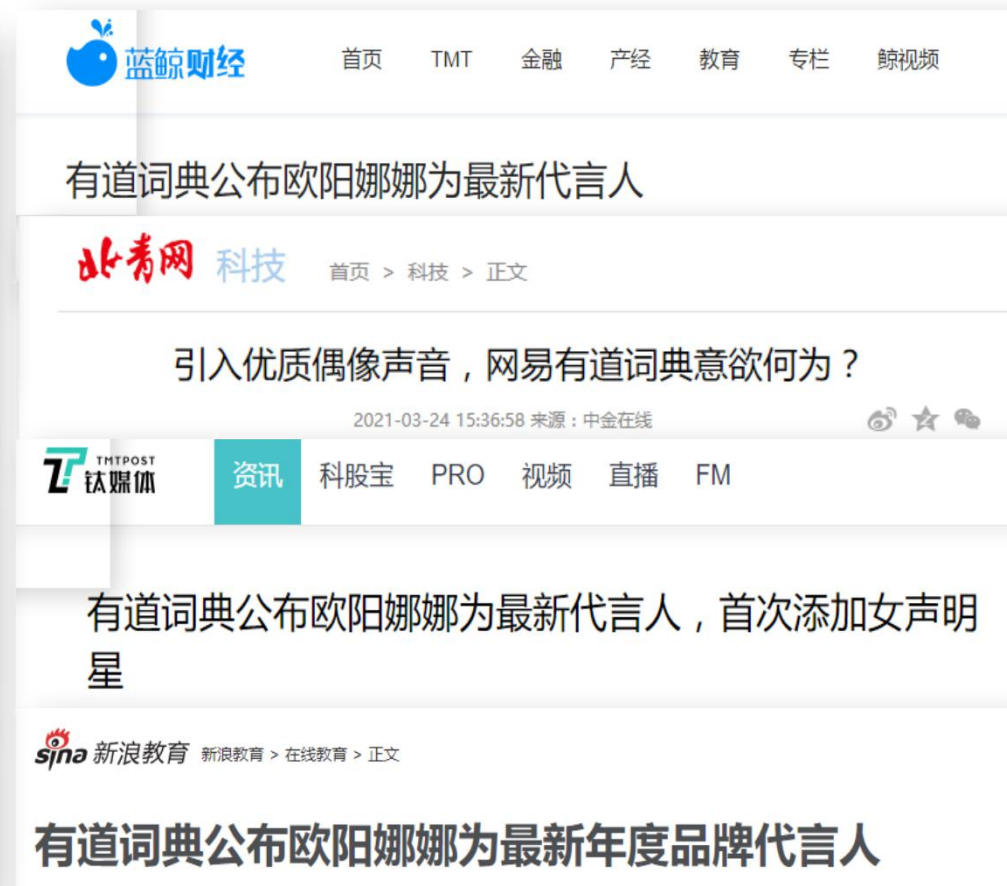 蓝鲸财经 首页 TMT 金融 产经 教育 专栏 鲸视频
有道词典公布欧阳娜娜为最新代言人
北青网 科技 首页 > 科技 > 正文
引入优质偶像声音，网易有道词典意欲何为？
2021-03-24 15:36:58 来源：中金在线
TMTPOST
钛媒体 资讯 科股宝 PRO 视频 直播 FM
有道词典公布欧阳娜娜为最新代言人，首次添加女声明
星
sina 新浪教育 新浪教育 > 在线教育 > 正文
有道词典公布欧阳娜娜为最新年度品牌代言人